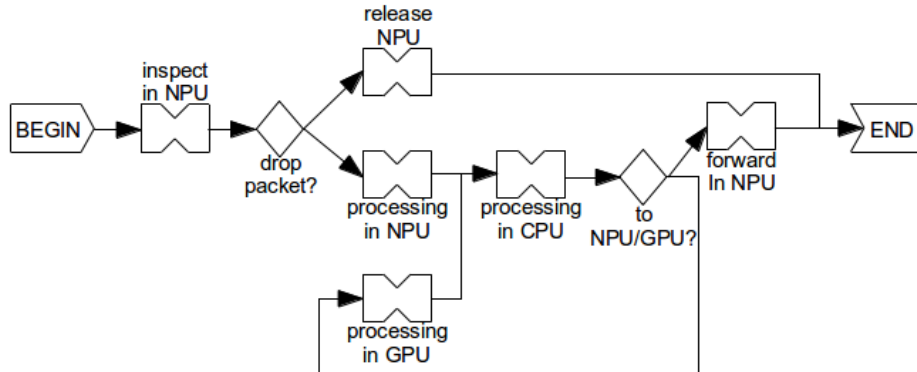 release
NPU
inspect
in NPU
BEGIN
drop
packet?
processing
in NPU
processing
in CPU
to
NPU/GPU?
forward
In NPU
END
processing
in GPU